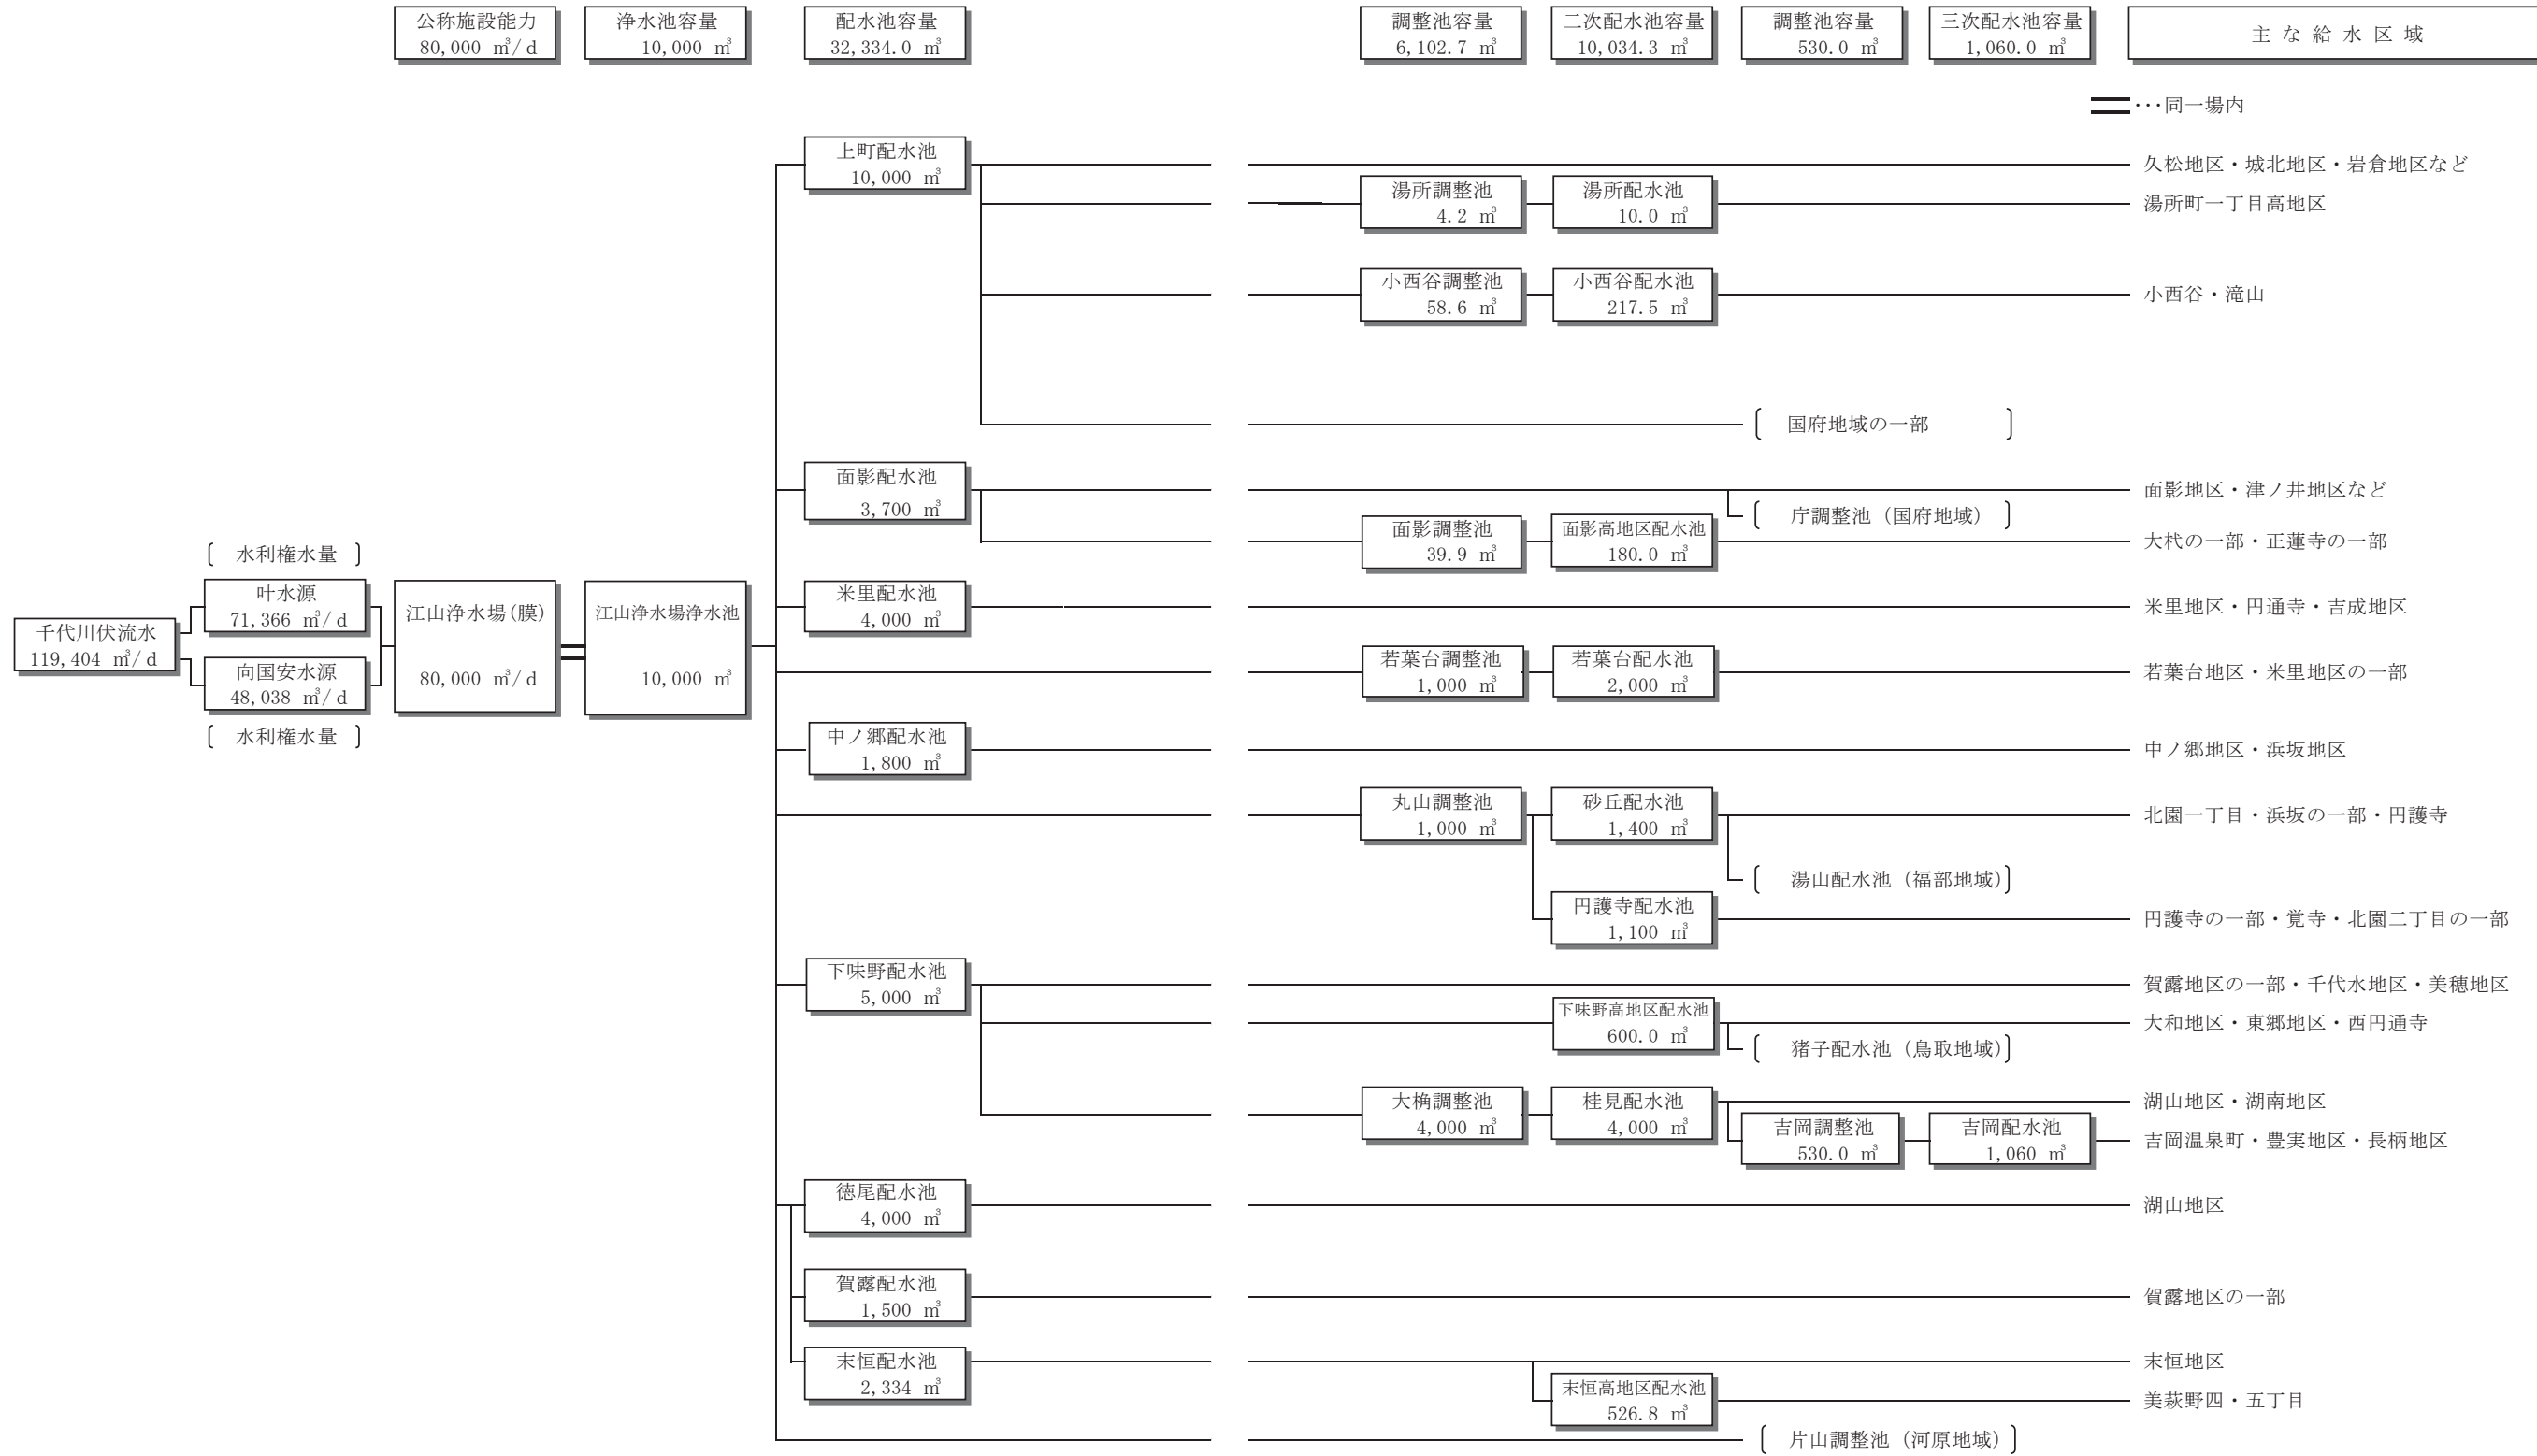 公称施設能力
80,000 ㎥/d
浄水池容量
10,000 ㎥
配水池容量
32,334.0 ㎥
調整池容量
6,102.7 ㎥
二次配水池容量
10,034.3 ㎥
調整池容量
530.0 ㎥
三次配水池容量
1,060.0 ㎥
主な給水区域
･･･同一場内
上町配水池
10,000 ㎥
久松地区・城北地区・岩倉地区など
湯所調整池
4.2 ㎥
湯所配水池
10.0 ㎥
湯所町一丁目高地区
小西谷調整池
58.6 ㎥
小西谷配水池
217.5 ㎥
小西谷・滝山
〔 国府地域の一部 〕
面影配水池
3,700 ㎥
面影地区・津ノ井地区など
〔 庁調整池（国府地域）〕
面影調整池
39.9 ㎥
面影高地区配水池
180.0 ㎥
大杙の一部・正蓮寺の一部
〔 水利権水量 〕
叶水源
71,366 ㎥/d
千代川伏流水
119,404 ㎥/d
向国安水源
48,038 ㎥/d
〔 水利権水量 〕
江山浄水場(膜)
80,000 ㎥/d
江山浄水場浄水池
10,000 ㎥
米里配水池
4,000 ㎥
米里地区・円通寺・吉成地区
若葉台調整池
1,000 ㎥
若葉台配水池
2,000 ㎥
若葉台地区・米里地区の一部
中ノ郷配水池
1,800 ㎥
中ノ郷地区・浜坂地区
丸山調整池
1,000 ㎥
砂丘配水池
1,400 ㎥
北園一丁目・浜坂の一部・円護寺
〔 湯山配水池（福部地域）〕
円護寺配水池
1,100 ㎥
円護寺の一部・覚寺・北園二丁目の一部
下味野配水池
5,000 ㎥
賀露地区の一部・千代水地区・美穂地区
下味野高地区配水池
600.0 ㎥
大和地区・東郷地区・西円通寺
〔 猪子配水池（鳥取地域）〕
大桷調整池
4,000 ㎥
桂見配水池
4,000 ㎥
湖山地区・湖南地区
吉岡調整池
530.0 ㎥
吉岡配水池
1,060 ㎥
吉岡温泉町・豊実地区・長柄地区
徳尾配水池
4,000 ㎥
湖山地区
賀露配水池
1,500 ㎥
賀露地区の一部
末恒配水池
2,334 ㎥
末恒地区
末恒高地区配水池
526.8 ㎥
美萩野四・五丁目
〔 片山調整池（河原地域）〕